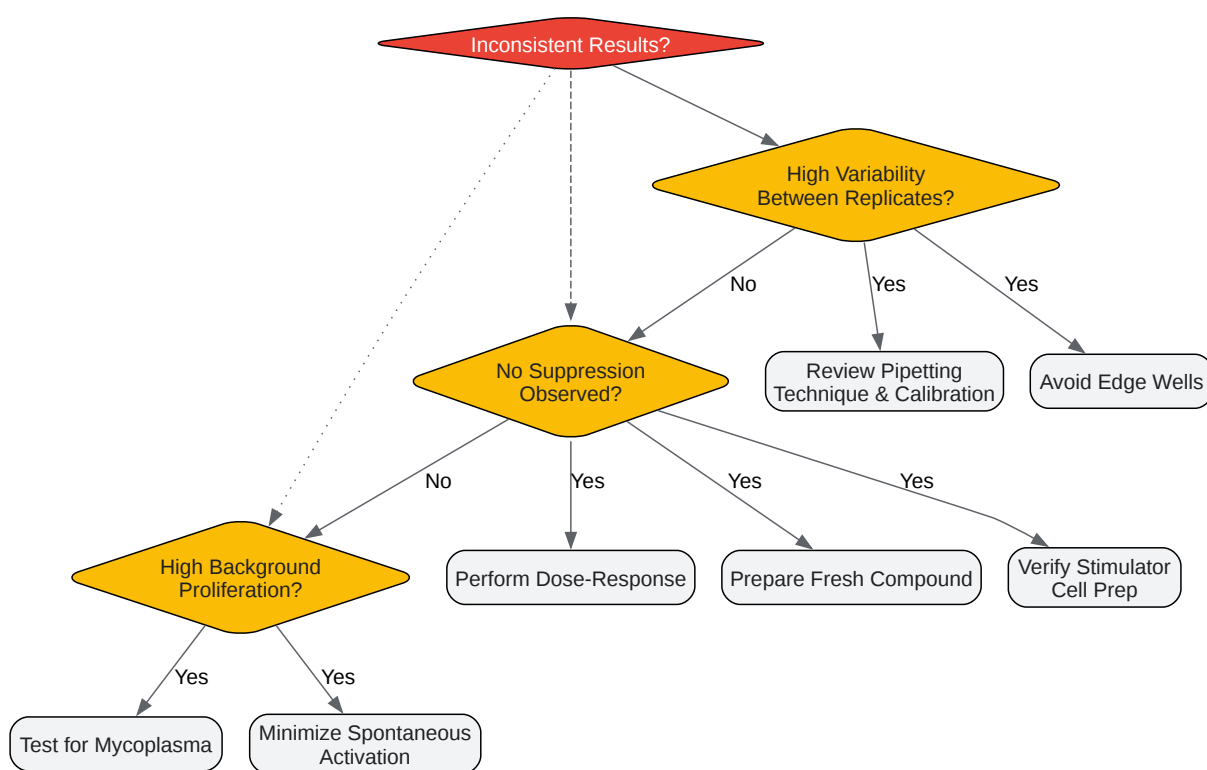 Inconsistent Results?
High Variability
Between Replicates?
No
Yes
Yes
No Suppression
Observed?
Review Pipetting
Technique & Calibration
Avoid Edge Wells
No
Yes
Yes
Yes
High Background
Proliferation?
Perform Dose-Response
Prepare Fresh Compound
Verify Stimulator
Cell Prep
Yes
Yes
Test for Mycoplasma
Minimize Spontaneous
Activation